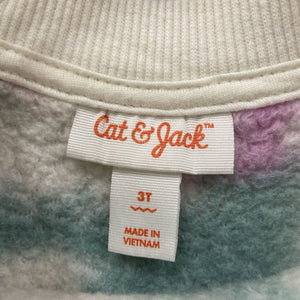 Cat & Jack™
3T
MADE IN
VIETNAM